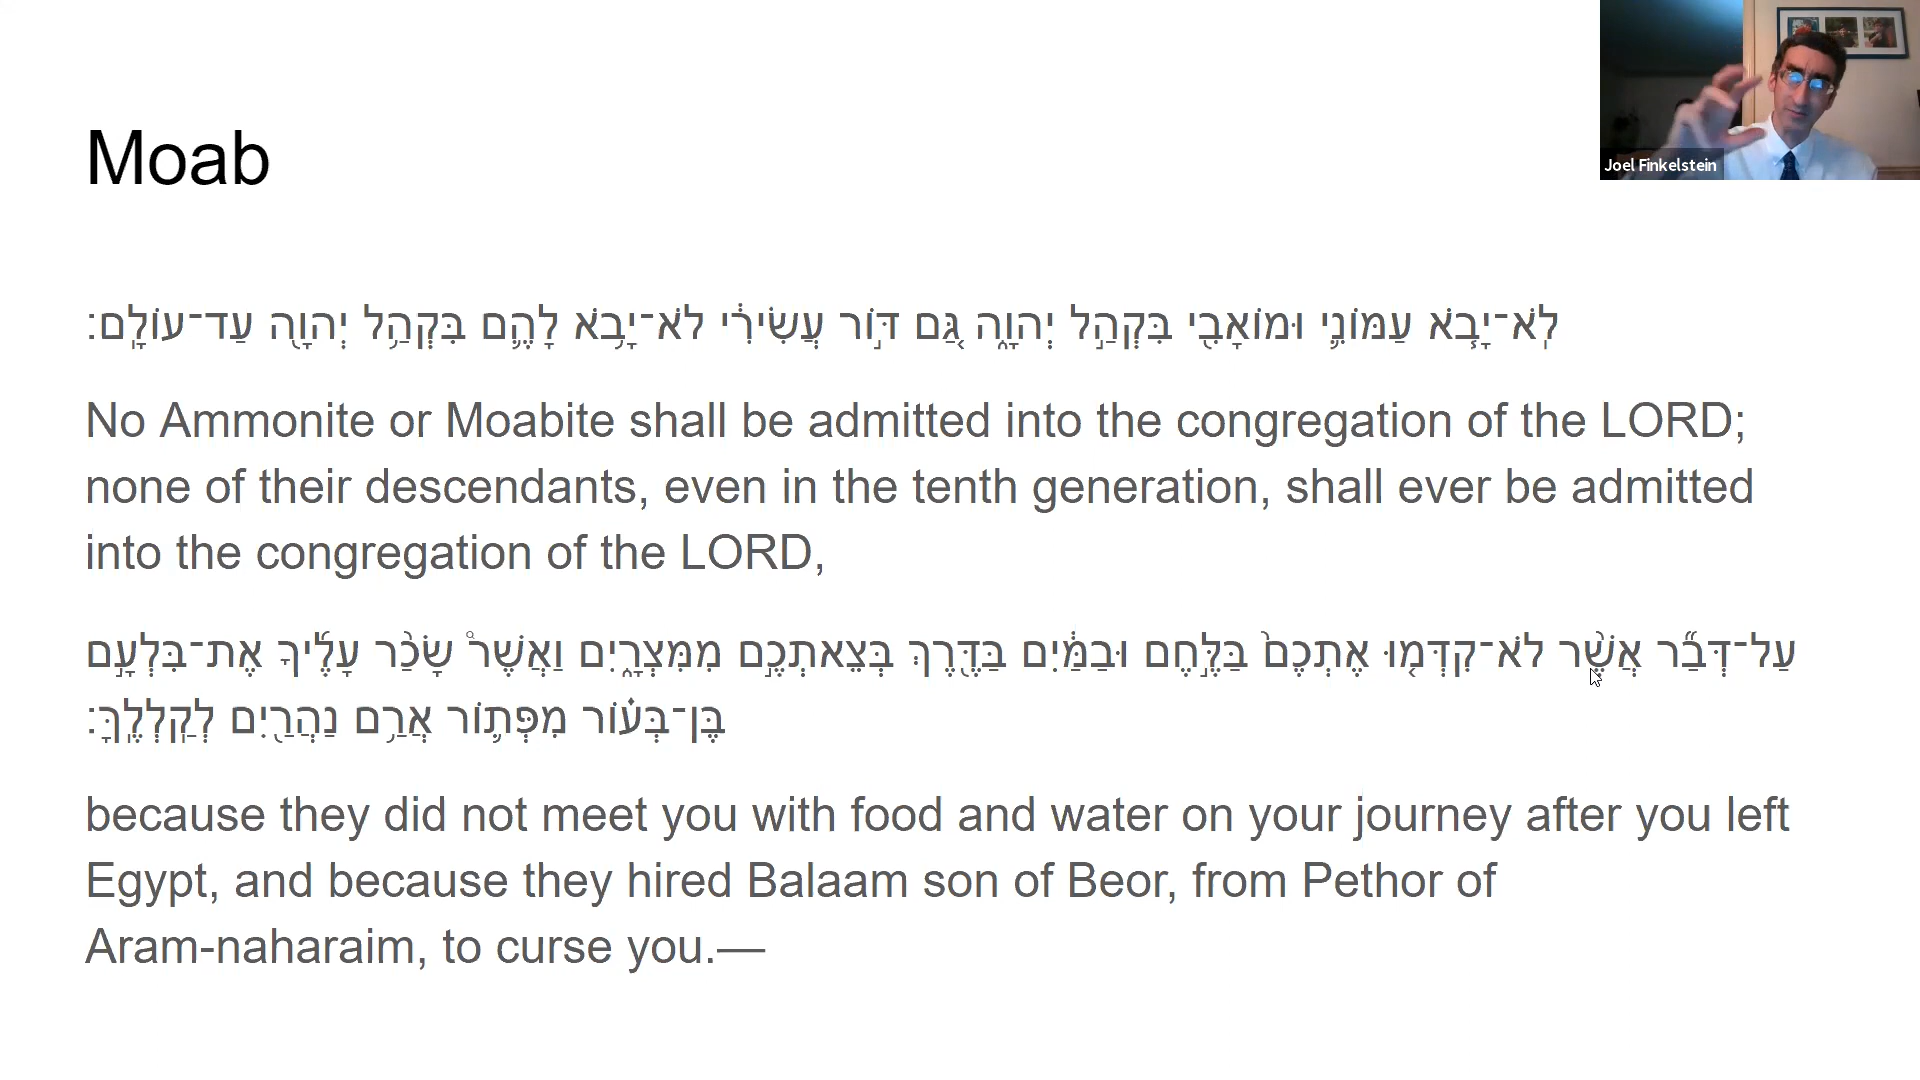 Joel Finkelstein
Moab
לֹֽא־יָבֹ֧א עַמּוֹנִ֛י וּמוֹאָבִ֖י בִּקְהַ֣ל יְהוָ֑ה גַּ֚ם דּ֣וֹר עֲשִׂירִ֔י לֹא־יָבֹ֥א לָהֶ֛ם בִּקְהַ֥ל יְהוָ֖ה עַד־עוֹלָֽם׃
No Ammonite or Moabite shall be admitted into the congregation of the LORD;
none of their descendants, even in the tenth generation, shall ever be admitted
into the congregation of the LORD,
עַל־דְּבַ֞ר אֲשֶׁ֨ר לֹא־קִדְּמ֤וּ אֶתְכֶם֙ בַּלֶּ֣חֶם וּבַמַּ֔יִם בַּדֶּ֖רֶךְ בְּצֵאתְכֶ֣ם מִמִּצְרָ֑יִם וַאֲשֶׁר֩ שָׂכַ֨ר עָלֶ֜יךָ אֶת־בִּלְעָ֣ם
בֶּן־בְּע֗וֹר מִפְּת֛וֹר אֲרַ֥ם נַהֲרַ֖יִם לְקַֽלְלֶֽךָּ׃
because they did not meet you with food and water on your journey after you left
Egypt, and because they hired Balaam son of Beor, from Pethor of
Aram-naharaim, to curse you.—